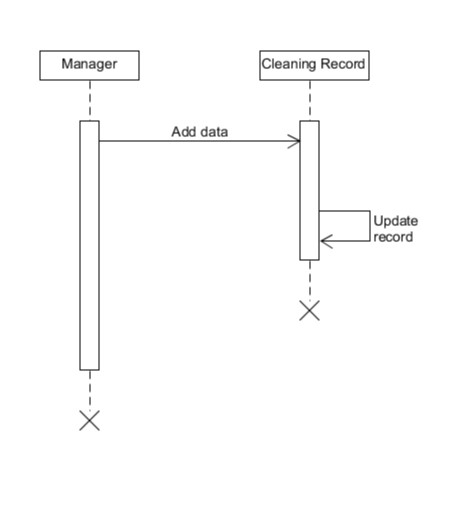 Manager
Cleaning Record
Add data
Update
record